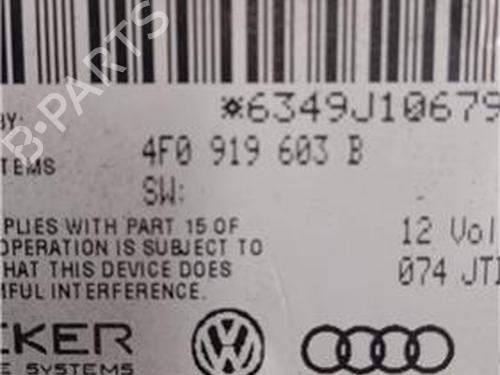 *6349J10679
BY:
4F0 919 603 B
TEMS
SW:
PLIES WITH PART 15 OF
OPERATION IS SUBJECT TO
12 Vol
HAT THIS DEVICE DOES
074 JTI
MFUL INTERFERENCE.
CKER
E SYSTEMS
B-PARTS